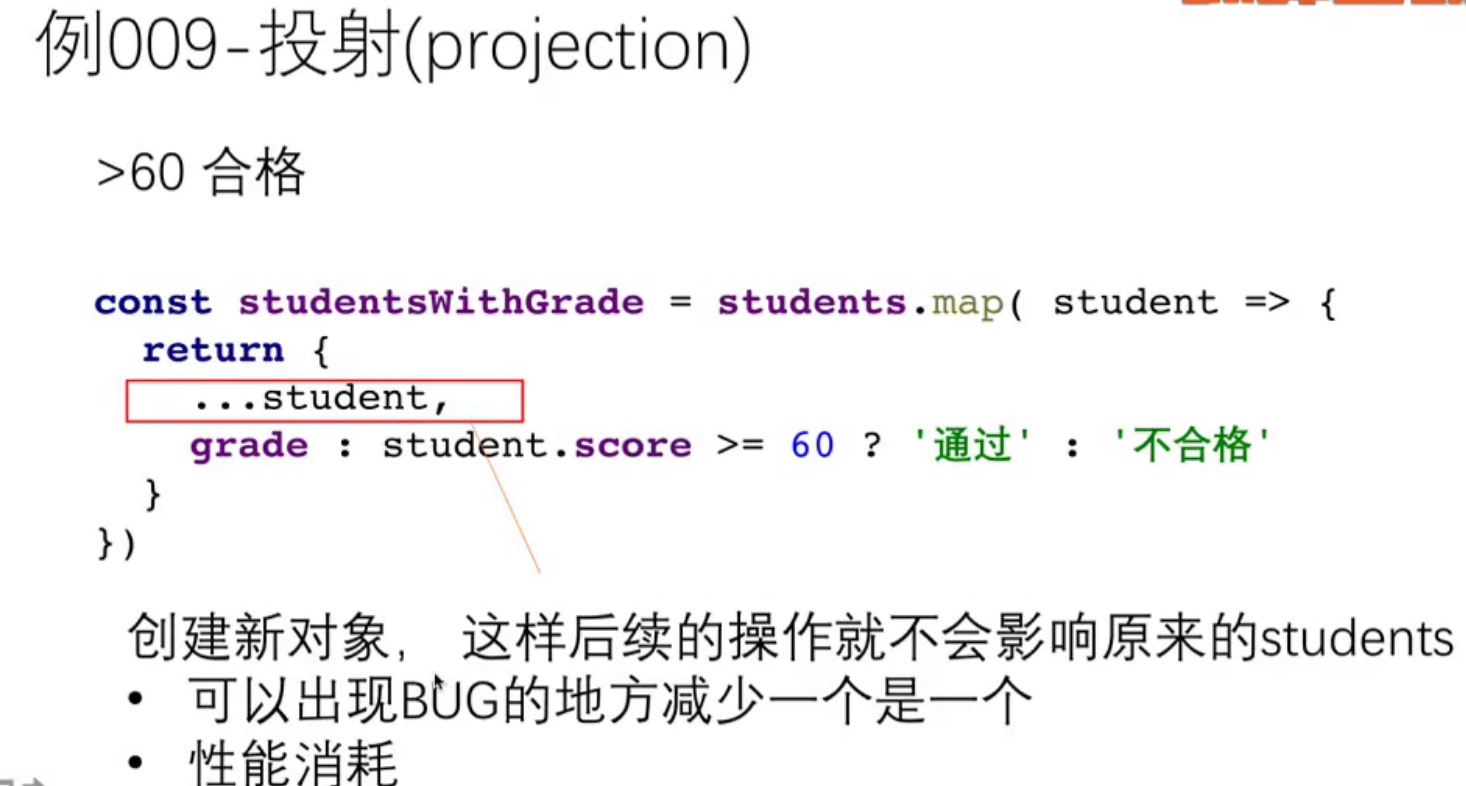 例009-投射(projection)
>60 合格
const studentsWithGrade = students.map( student => {
return {
...student,
grade : student.score >= 60 ? '通过' : '不合格'
}
})
创建新对象, 这样后续的操作就不会影响原来的students
• 可以出现BUG的地方减少一个是一个
• 性能消耗